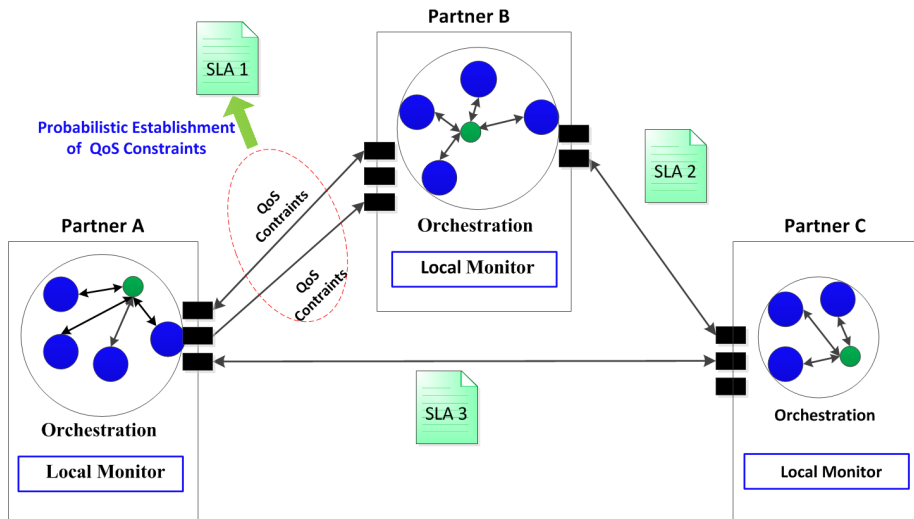 Partner B
SLA 1
Probabilistic Establishment
of QoS Constraints
SLA 2
QoS
Contraints
Partner A
Orchestration
Partner C
Local Monitor
QoS
Constraints
SLA 3
Orchestration
Orchestration
Local Monitor
Local Monitor